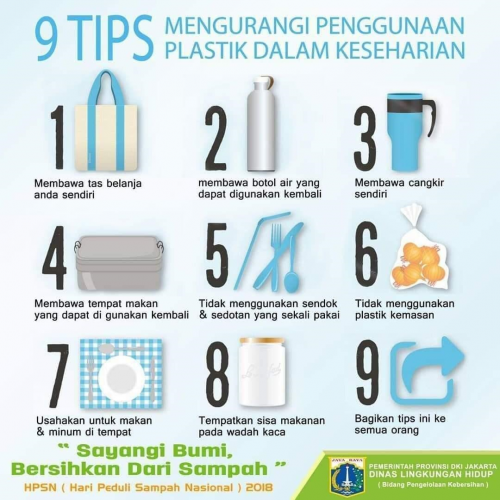 9 TIPS MENGURANGI PENGGUNAAN
PLASTIK DALAM KESEHARIAN
1
Membawa tas belanja
anda sendiri
2
membawa botol air yang
dapat digunakan kembali
3
Membawa cangkir
sendiri
4
Membawa tempat makan
yang dapat di gunakan kembali
5
Tidak menggunakan sendok
& sedotan yang sekali pakai
6
Tidak menggunakan
plastik kemasan
7
Usahakan untuk makan
& minum di tempat
8
Tempatkan sisa makanan
pada wadah kaca
9
Bagikan tips ini ke
semua orang
“ Sayangi Bumi,
Bersihkan Dari Sampah ”
HPSN ( Hari Peduli Sampah Nasional ) 2018
JAYA RAYA
PEMERINTAH PROVINSI DKI JAKARTA
DINAS LINGKUNGAN HIDUP
( Bidang Pengalolaan Kebersihan )